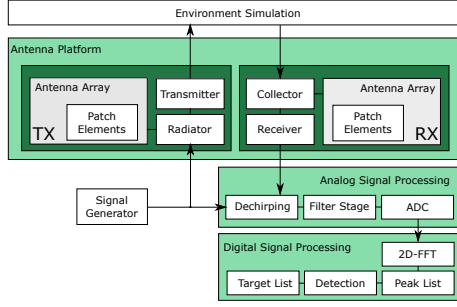 Environment Simulation
Antenna Platform
Antenna Array
Patch
Elements
TX
Transmitter
Radiator
Collector
Receiver
Antenna Array
Patch
Elements
RX
Signal
Generator
Analog Signal Processing
Dechirping
Filter Stage
ADC
Digital Signal Processing
2D-FFT
Target List
Detection
Peak List